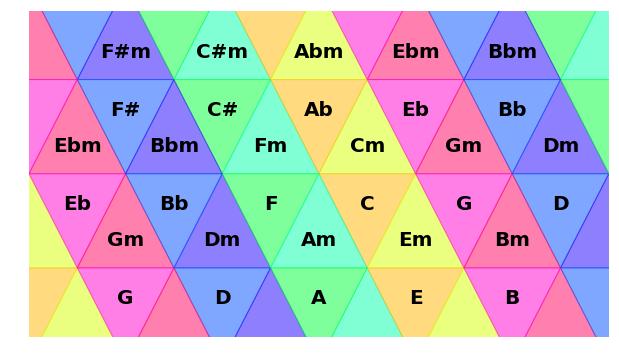 F#m C#m Abm Ebm Bbm
F# C# Ab Eb Bb
Ebm Bbm Fm Cm Gm Dm
Eb Bb F C G D
Gm Dm Am Em Bm
G D A E B